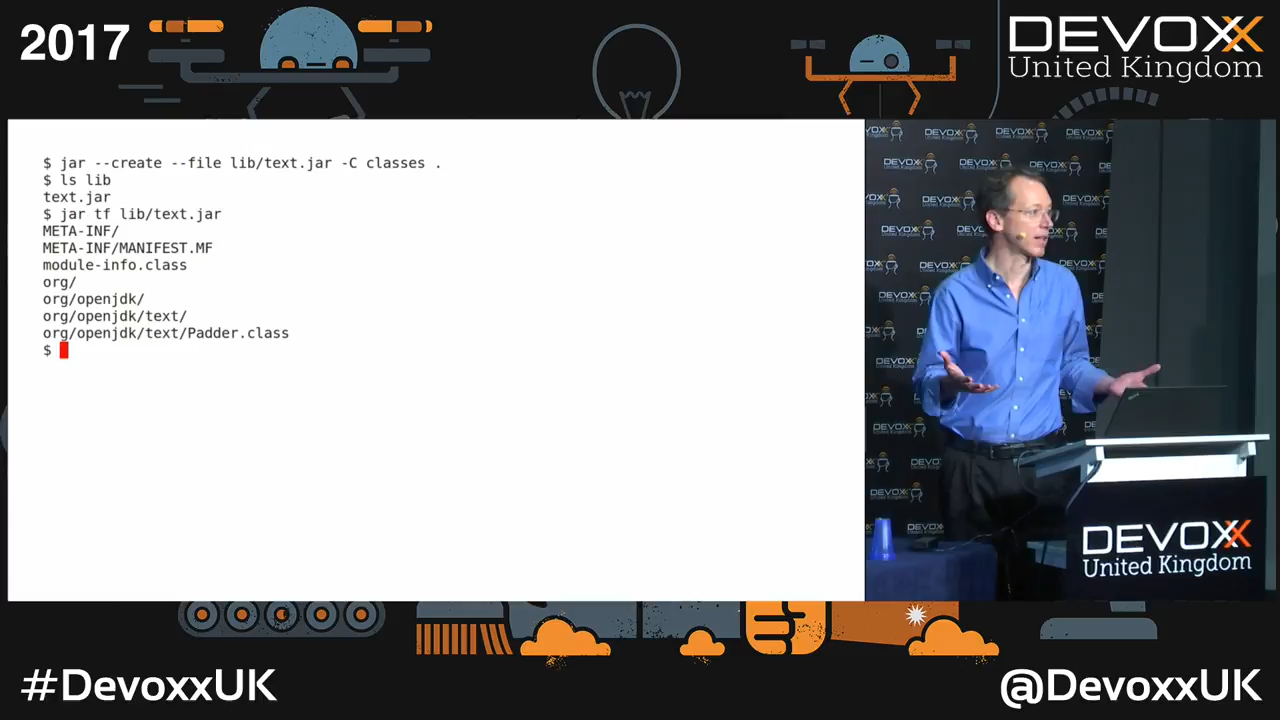 2017
DEVOXX
United Kingdom
$ jar --create --file lib/text.jar -C classes .
$ ls lib
text.jar
$ jar tf lib/text.jar
META-INF/
META-INF/MANIFEST.MF
module-info.class
org/
org/openjdk/
org/openjdk/text/
org/openjdk/text/Padder.class
$
DEVOXX
United Kingdom
#DevoxxUK
@DevoxxUK